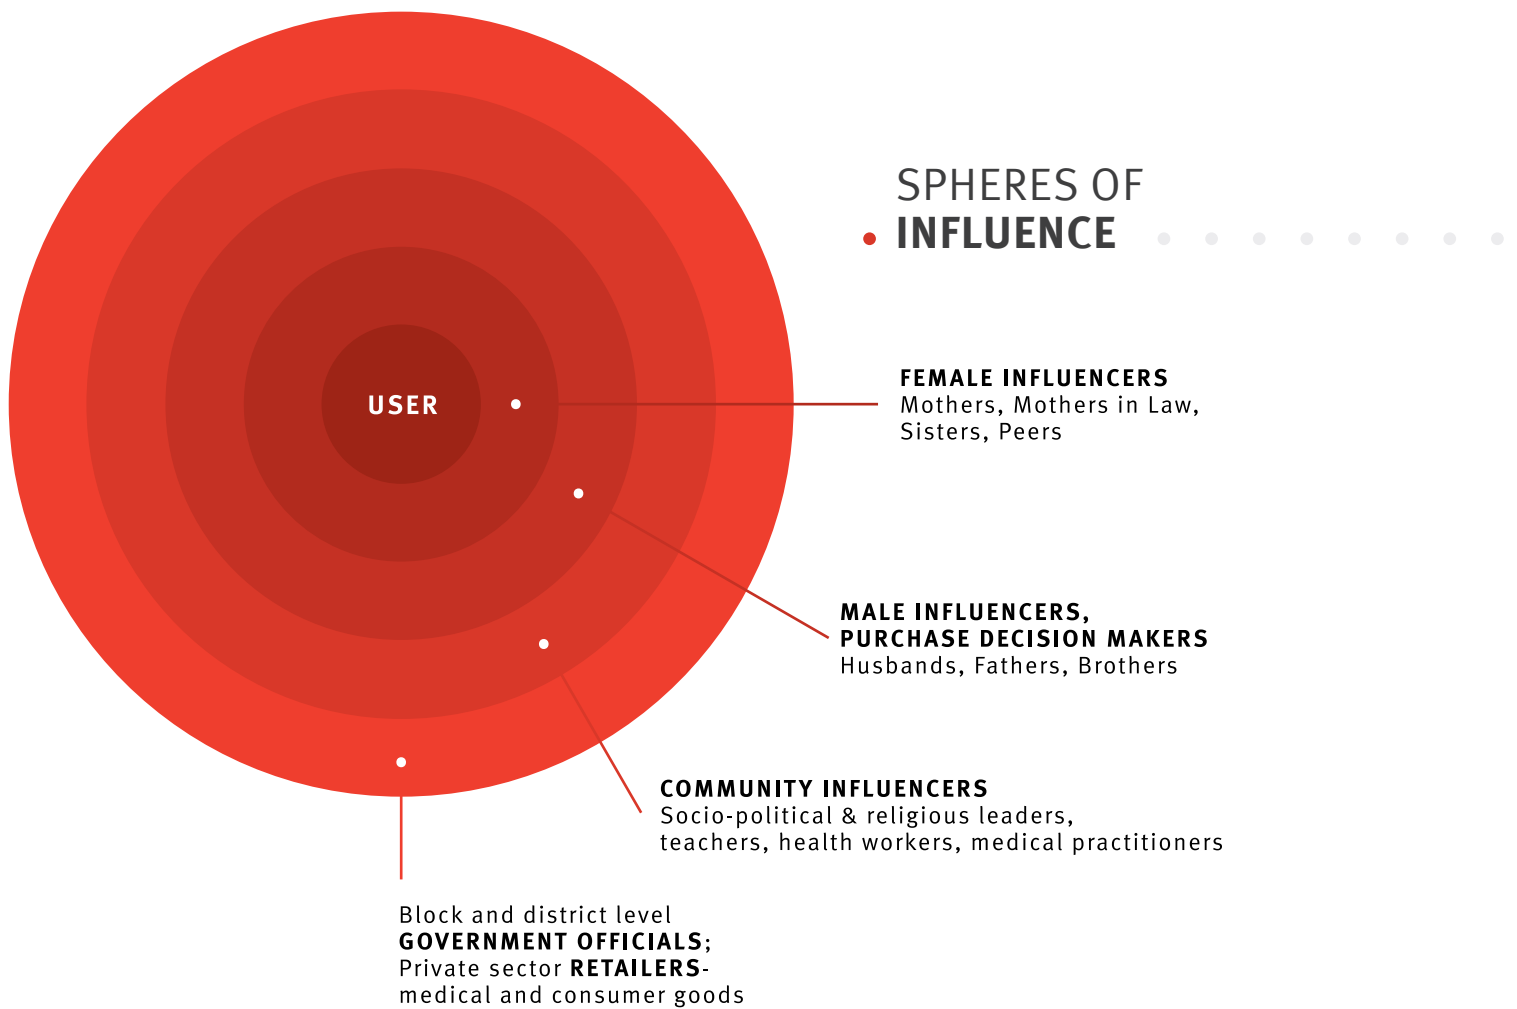 SPHERES OF
INFLUENCE
USER
FEMALE INFLUENCERS
Mothers, Mothers in Law,
Sisters, Peers
MALE INFLUENCERS,
PURCHASE DECISION MAKERS
Husbands, Fathers, Brothers
COMMUNITY INFLUENCERS
Socio-political & religious leaders,
teachers, health workers, medical practitioners
Block and district level
GOVERNMENT OFFICIALS;
Private sector RETAILERS-
medical and consumer goods